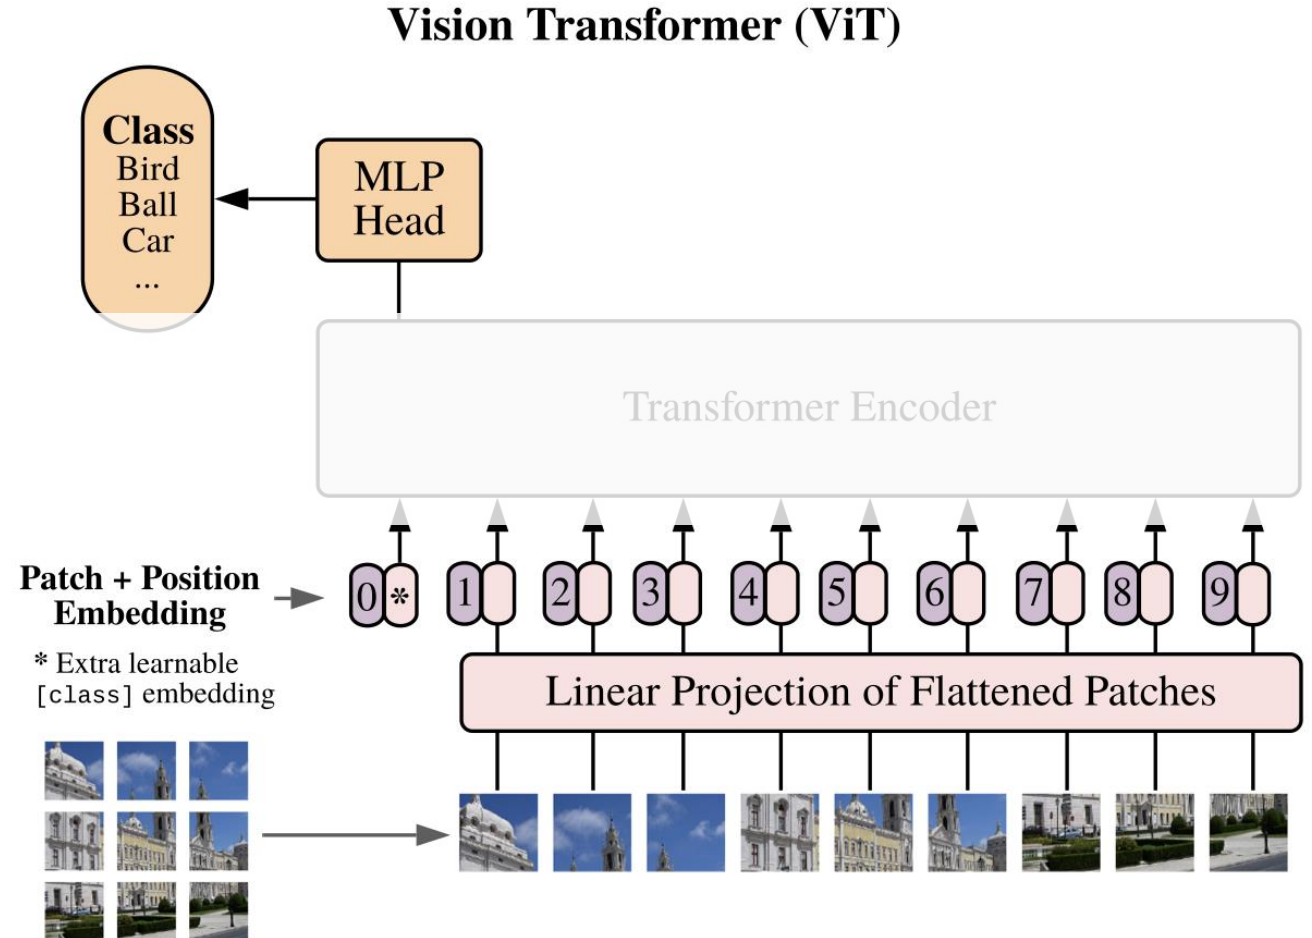 Vision Transformer (ViT)
Class
Bird
Ball
Car
...
MLP
Head
Transformer Encoder
Patch + Position
Embedding
0 * 1 2 3 4 5 6 7 8 9
* Extra learnable
[class] embedding
Linear Projection of Flattened Patches